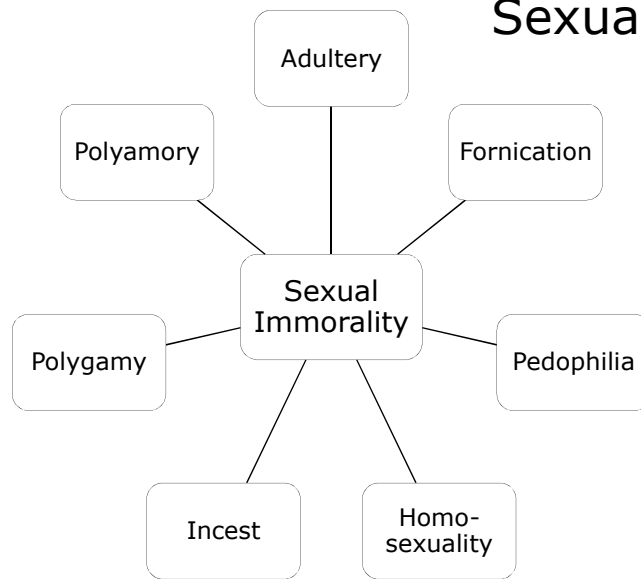 Sexua
Adultery
Polyamory
Fornication
Sexual
Immorality
Polygamy
Pedophilia
Incest
Homo-
sexuality